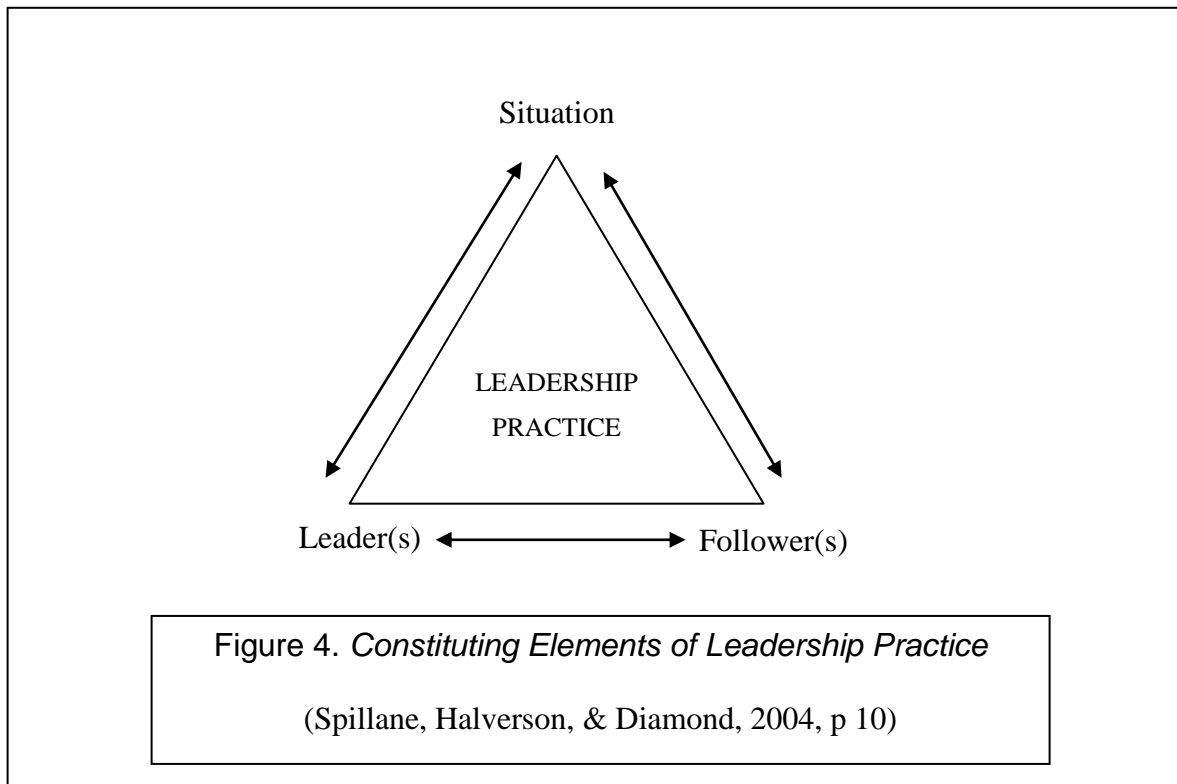 Situation
LEADERSHIP
PRACTICE
Leader(s)
Follower(s)
Figure 4. Constituting Elements of Leadership Practice
(Spillane, Halverson, & Diamond, 2004, p 10)